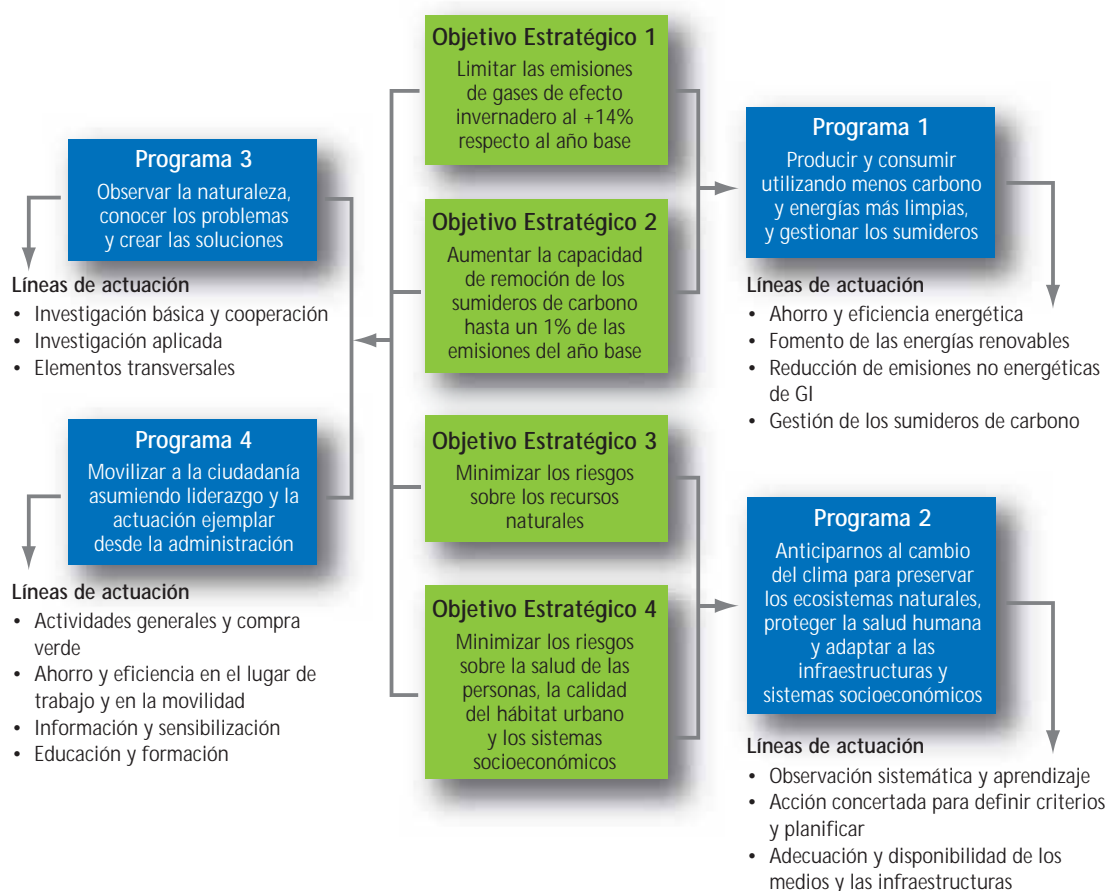 Objetivo Estratégico 1
Limitar las emisiones
de gases de efecto
invernadero al +14%
respecto al año base
Objetivo Estratégico 2
Aumentar la capacidad
de remoción de los
sumideros de carbono
hasta un 1% de las
emisiones del año base
Objetivo Estratégico 3
Minimizar los riesgos
sobre los recursos
naturales
Objetivo Estratégico 4
Minimizar los riesgos
sobre la salud de las
personas, la calidad
del hábitat urbano
y los sistemas
socioeconómicos
Programa 1
Producir y consumir
utilizando menos carbono
y energías más limpias,
y gestionar los sumideros
Líneas de actuación
• Ahorro y eficiencia energética
• Fomento de las energías renovables
• Reducción de emisiones no energéticas
de GI
• Gestión de los sumideros de carbono
Programa 2
Anticiparnos al cambio
del clima para preservar
los ecosistemas naturales,
proteger la salud humana
y adaptar a las
infraestructuras y
sistemas socioeconómicos
Líneas de actuación
• Observación sistemática y aprendizaje
• Acción concertada para definir criterios
y planificar
• Adecuación y disponibilidad de los
medios y las infraestructuras
Programa 3
Observar la naturaleza,
conocer los problemas
y crear las soluciones
Líneas de actuación
• Investigación básica y cooperación
• Investigación aplicada
• Elementos transversales
Programa 4
Movilizar a la ciudadanía
asumiendo liderazgo y la
actuación ejemplar
desde la administración
Líneas de actuación
• Actividades generales y compra
verde
• Ahorro y eficiencia en el lugar de
trabajo y en la movilidad
• Información y sensibilización
• Educación y formación